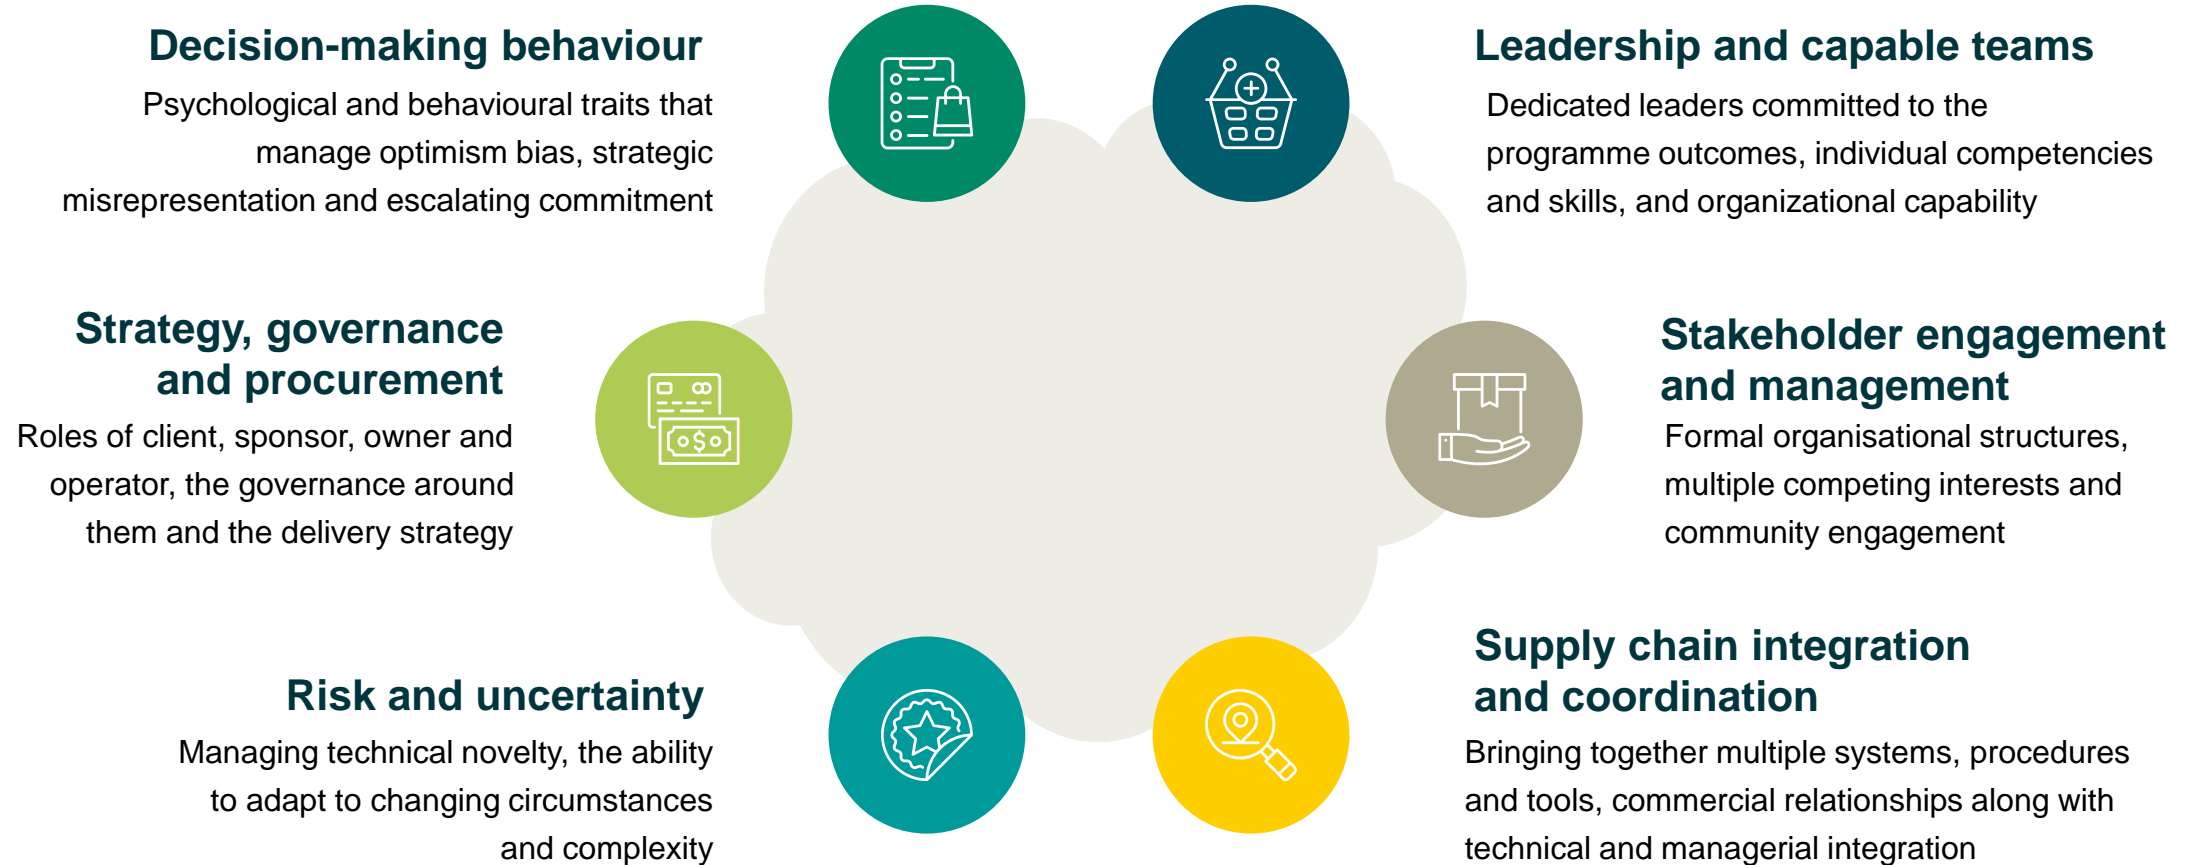 Decision-making behaviour
Psychological and behavioural traits that
manage optimism bias, strategic
misrepresentation and escalating commitment
Leadership and capable teams
Dedicated leaders committed to the
programme outcomes, individual competencies
and skills, and organizational capability
Strategy, governance
and procurement
Roles of client, sponsor, owner and
operator, the governance around
them and the delivery strategy
Stakeholder engagement
and management
Formal organisational structures,
multiple competing interests and
community engagement
Risk and uncertainty
Managing technical novelty, the ability
to adapt to changing circumstances
and complexity
Supply chain integration
and coordination
Bringing together multiple systems, procedures
and tools, commercial relationships along with
technical and managerial integration